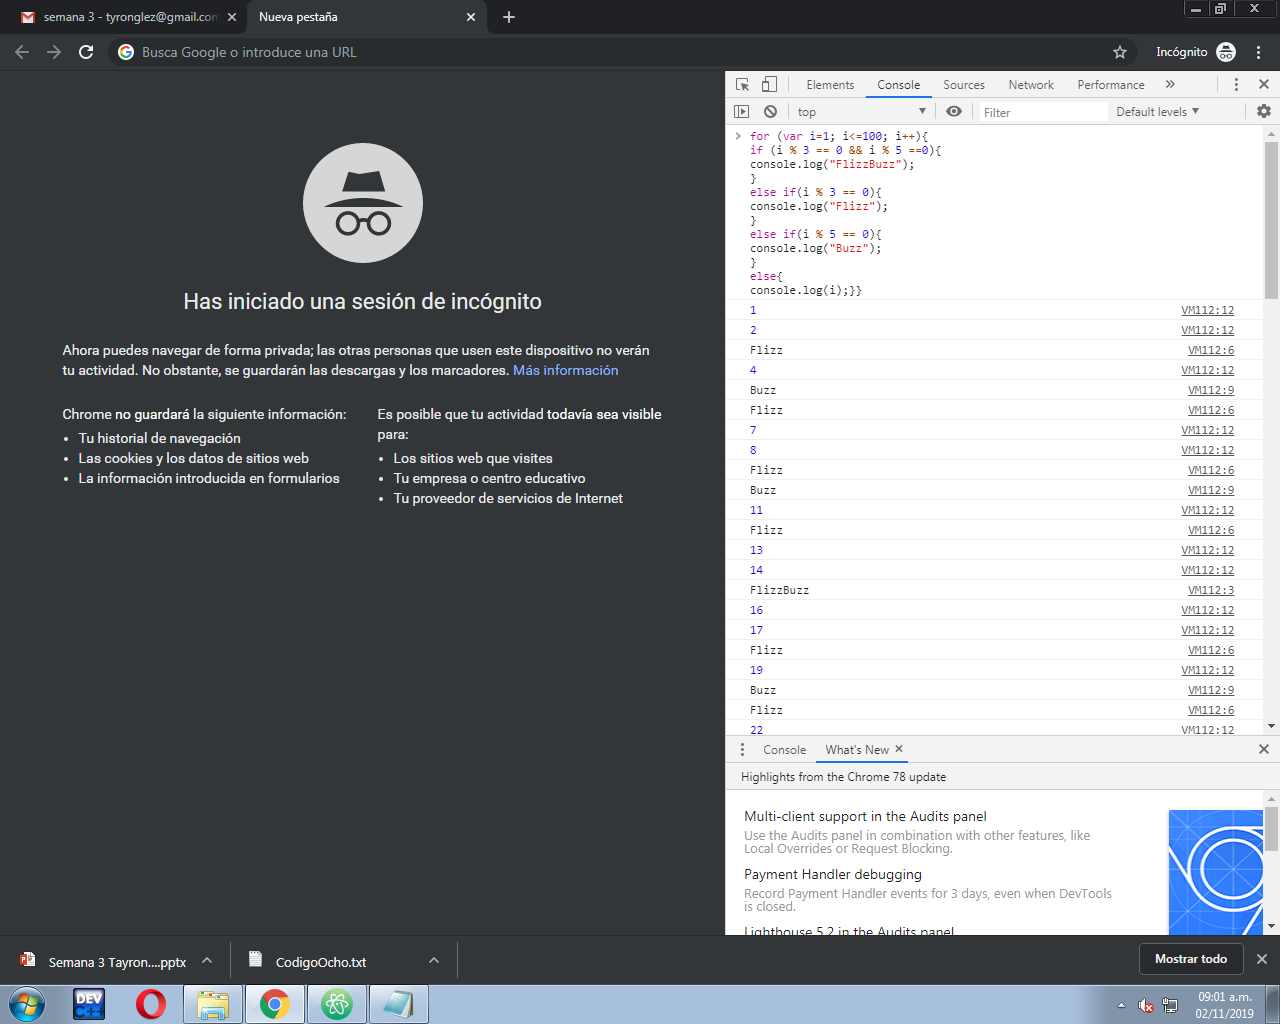 semana 3 - tyronglez@gmail.com
Nueva pestaña
Busca Google o introduce una URL
Incógnito
Has iniciado una sesión de incógnito
Ahora puedes navegar de forma privada; las otras personas que usen este dispositivo no verán
tu actividad. No obstante, se guardarán las descargas y los marcadores. Más información
Chrome no guardará la siguiente información:
• Tu historial de navegación
• Las cookies y los datos de sitios web
• La información introducida en formularios
Es posible que tu actividad todavía sea visible
para:
• Los sitios web que visites
• Tu empresa o centro educativo
• Tu proveedor de servicios de Internet
Elements Console Sources Network Performance »
top Filter Default levels
for (var i=1; i<=100; i++){
if (i % 3 == 0 && i % 5 ==0){
console.log("FlizzBuzz");
}
else if(i % 3 == 0){
console.log("Flizz");
}
else if(i % 5 == 0){
console.log("Buzz");
}
else{
console.log(i);}}
1 VM112:12
2 VM112:12
Flizz VM112:6
4 VM112:12
Buzz VM112:9
Flizz VM112:6
7 VM112:12
8 VM112:12
Flizz VM112:6
Buzz VM112:9
11 VM112:12
Flizz VM112:6
13 VM112:12
14 VM112:12
FlizzBuzz VM112:3
16 VM112:12
17 VM112:12
Flizz VM112:6
19 VM112:12
Buzz VM112:9
Flizz VM112:6
22 VM112:12
Console What's New
Highlights from the Chrome 78 update
Multi-client support in the Audits panel
Use the Audits panel in combination with other features, like
Local Overrides or Request Blocking.
Payment Handler debugging
Record Payment Handler events for 3 days, even when DevTools
is closed.
Lighthouse 5.2 in the Audits panel
Semana 3 Tayron....pptx
CodigoOcho.txt
Mostrar todo
DEV
C++
09:01 a.m.
02/11/2019